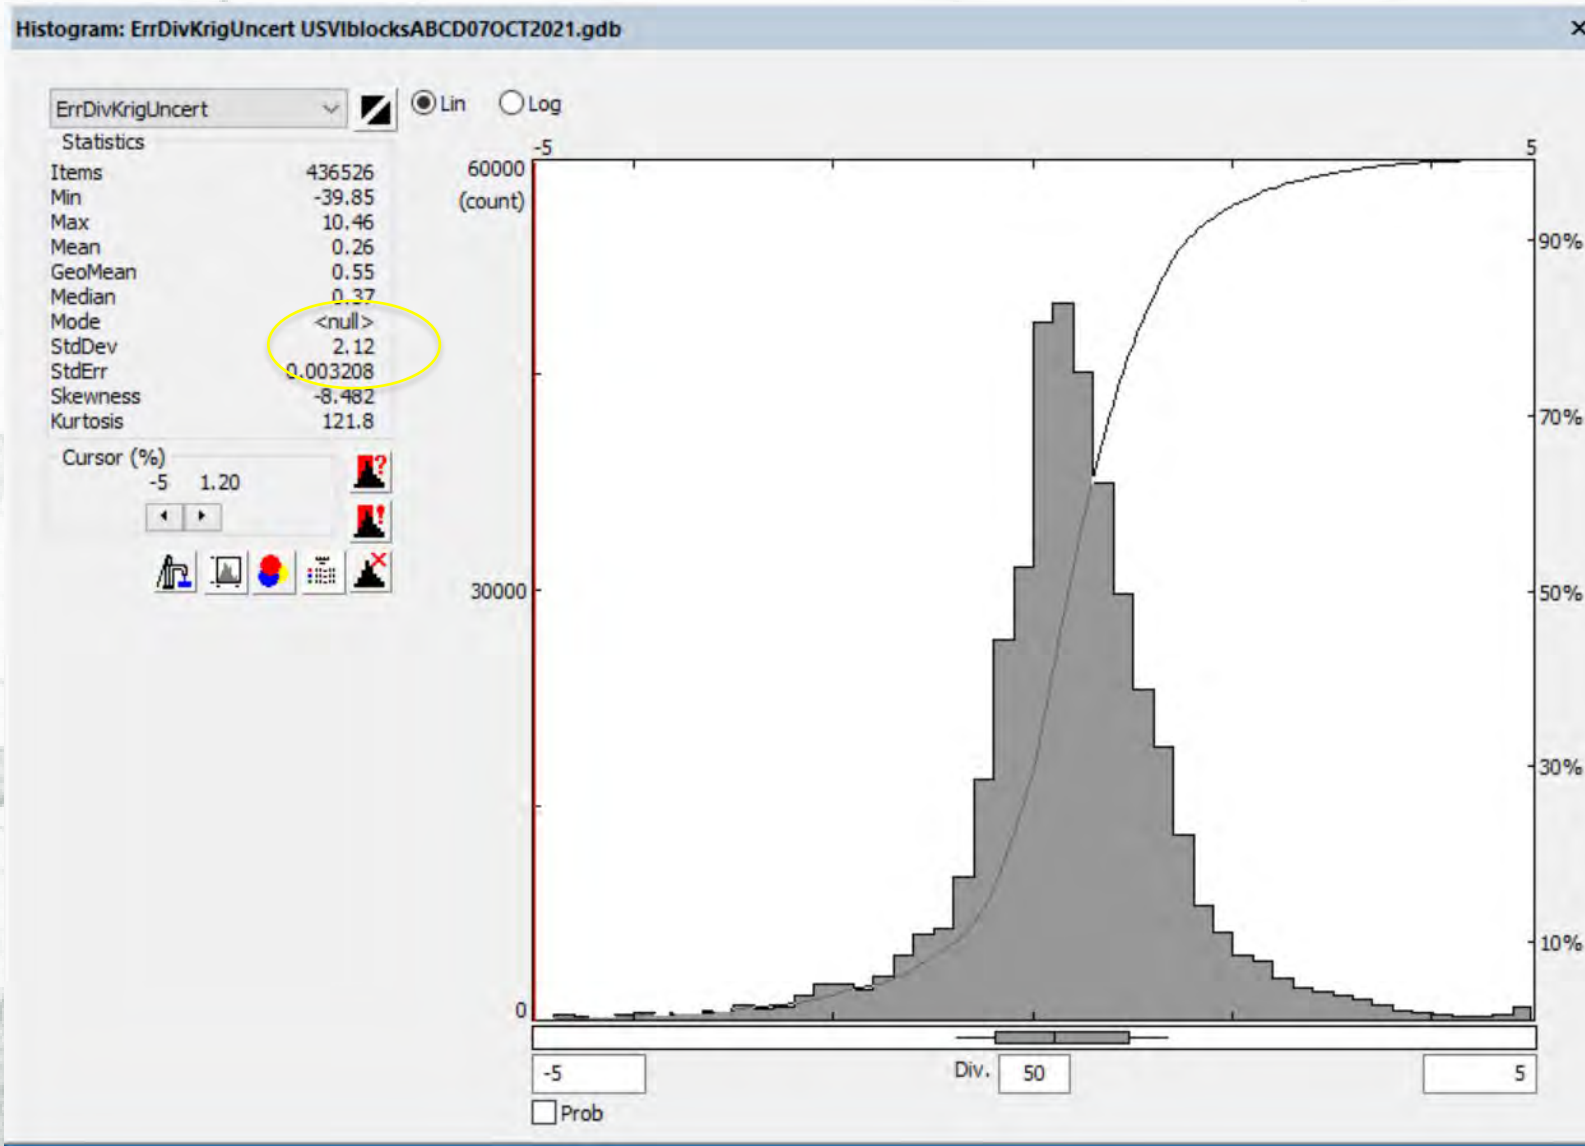 Histogram: ErrDivKrigUncert USVIblocksABCD07OCT2021.gdb
ErrDivKrigUncert
Lin
Log
Statistics
Items 436526
Min -39.85
Max 10.46
Mean 0.26
GeoMean 0.55
Median 0.37
Mode <null>
StdDev 2.12
StdErr 0.003208
Skewness -8.482
Kurtosis 121.8
Cursor (%)
-5 1.20
-5 5
60000
(count)
30000
0
90%
70%
50%
30%
10%
-5 Div. 50 5
Prob